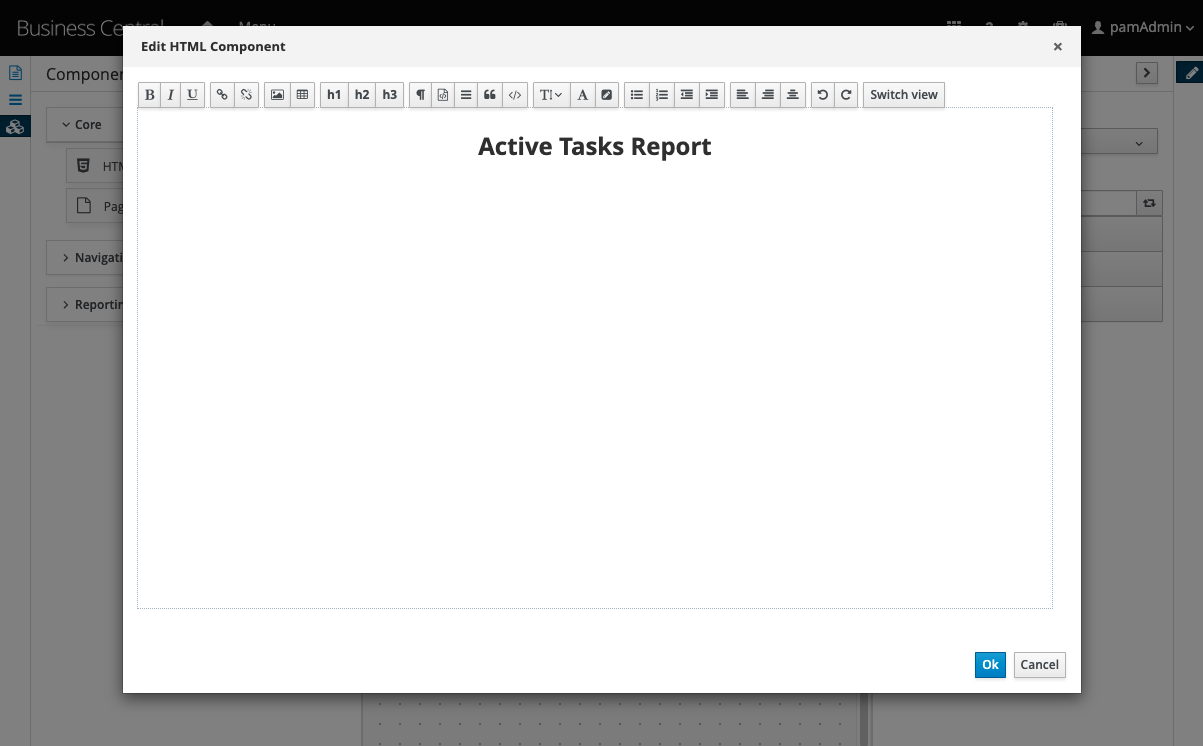 Business Central
Menu
pamAdmin
Edit HTML Component
×
Componen
B I U h1 h2 h3 T! A Switch view
Core
Active Tasks Report
HTM
Pag
Navigati
Reportin
Ok Cancel